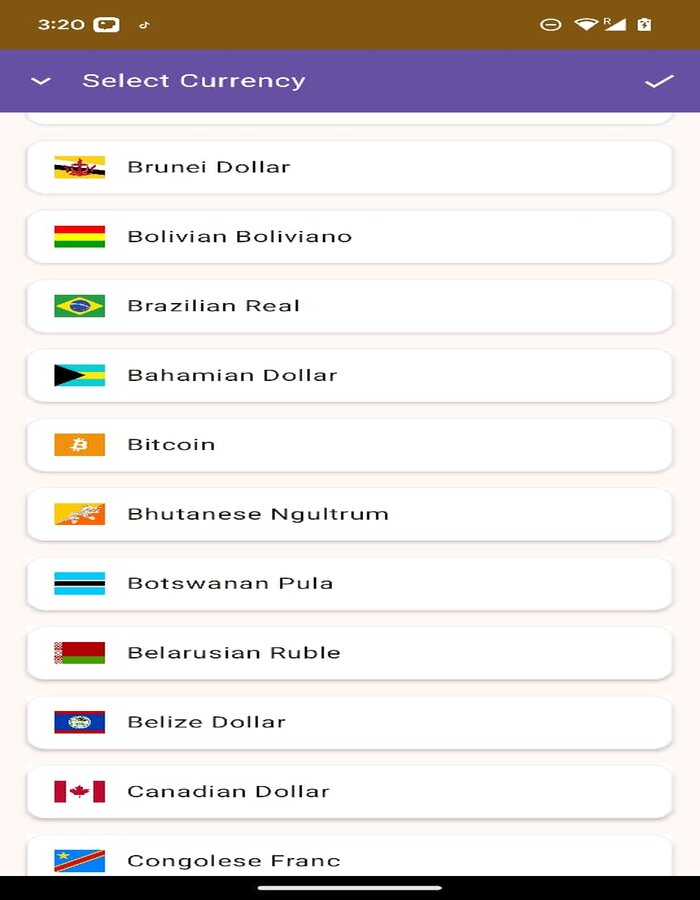 3:20
R
Select Currency
Brunei Dollar
Bolivian Boliviano
Brazilian Real
Bahamian Dollar
Bitcoin
Bhutanese Ngultrum
Botswanan Pula
Belarusian Ruble
Belize Dollar
Canadian Dollar
Congolese Franc